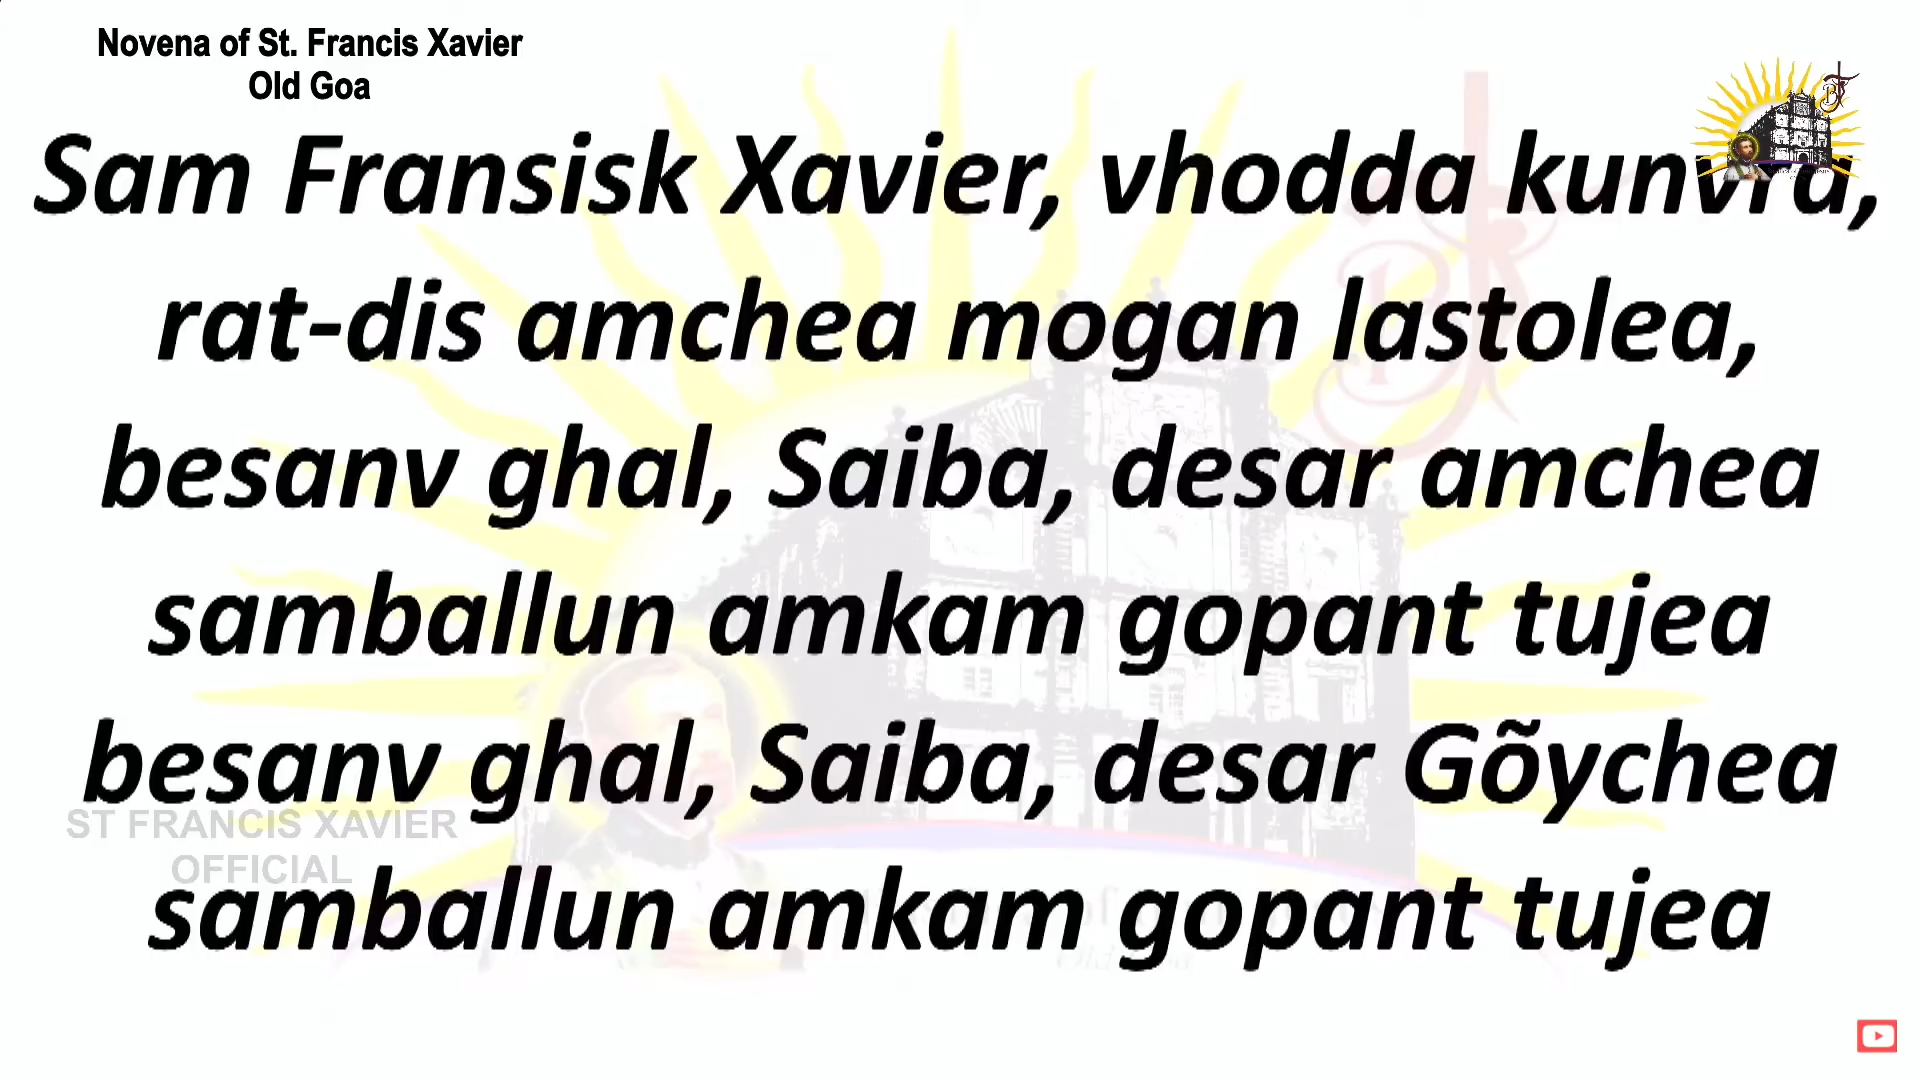 Novena of St. Francis Xavier
Old Goa
Sam Fransisk Xavier, vhodda kunvra,
rat-dis amchea mogan lastolea,
besanv ghal, Saiba, desar amchea
samballun amkam gopant tujea
besanv ghal, Saiba, desar Gõychea
ST FRANCIS XAVIER
OFFICIAL
samballun amkam gopant tujea